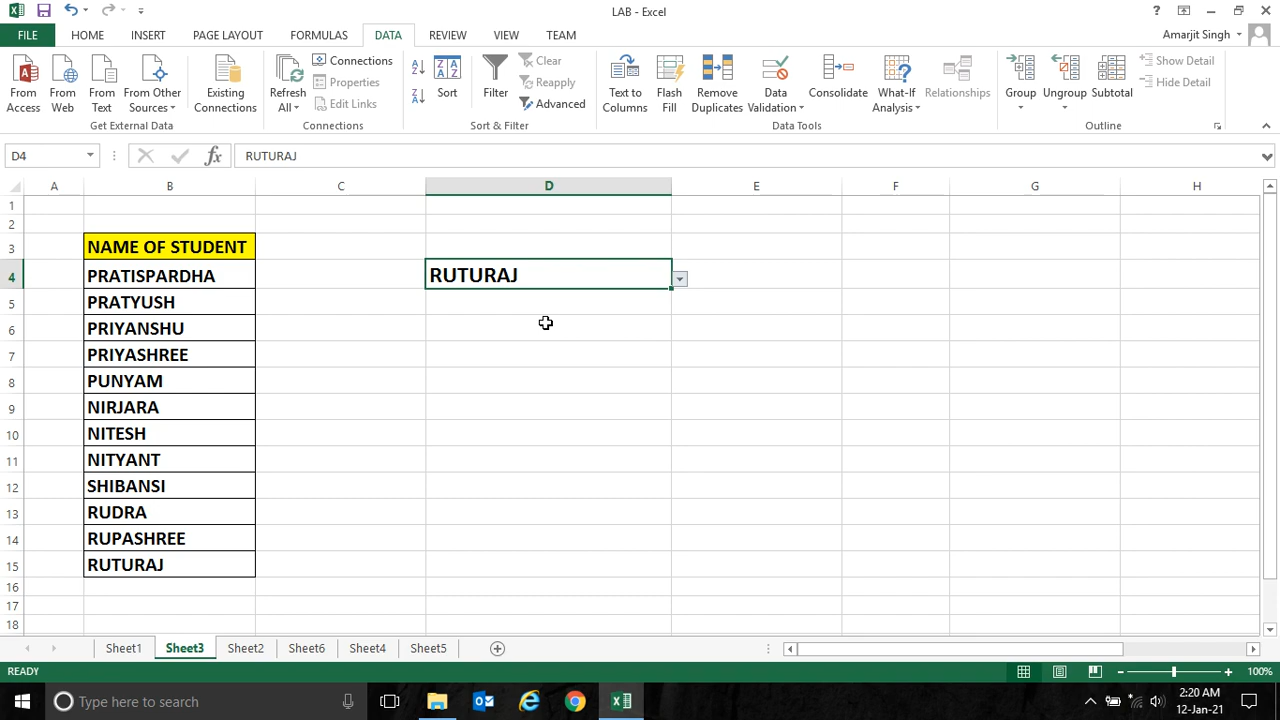 LAB - Excel
Amarjit Singh
FILE HOME INSERT PAGE LAYOUT FORMULAS DATA REVIEW VIEW TEAM
From Access
From Web
From Text
From Other Sources
Existing Connections
Get External Data
Refresh All
Connections
Properties
Edit Links
Connections
Sort
Filter
Clear
Reapply
Advanced
Sort & Filter
Text to Columns
Flash Fill
Remove Duplicates
Data Validation
Consolidate
What-If Analysis
Relationships
Data Tools
Group
Ungroup
Subtotal
Show Detail
Hide Detail
Outline
D4 fx RUTURAJ
A B C D E F G H
1
2
3 NAME OF STUDENT
4 PRATISPARDHA RUTURAJ
5 PRATYUSH
6 PRIYANSHU
7 PRIYASHREE
8 PUNYAM
9 NIRJARA
10 NITESH
11 NITYANT
12 SHIBANSI
13 RUDRA
14 RUPASHREE
15 RUTURAJ
16
17
18
Sheet1 Sheet3 Sheet2 Sheet6 Sheet4 Sheet5
READY 100%
Type here to search
2:20 AM
12-Jan-21